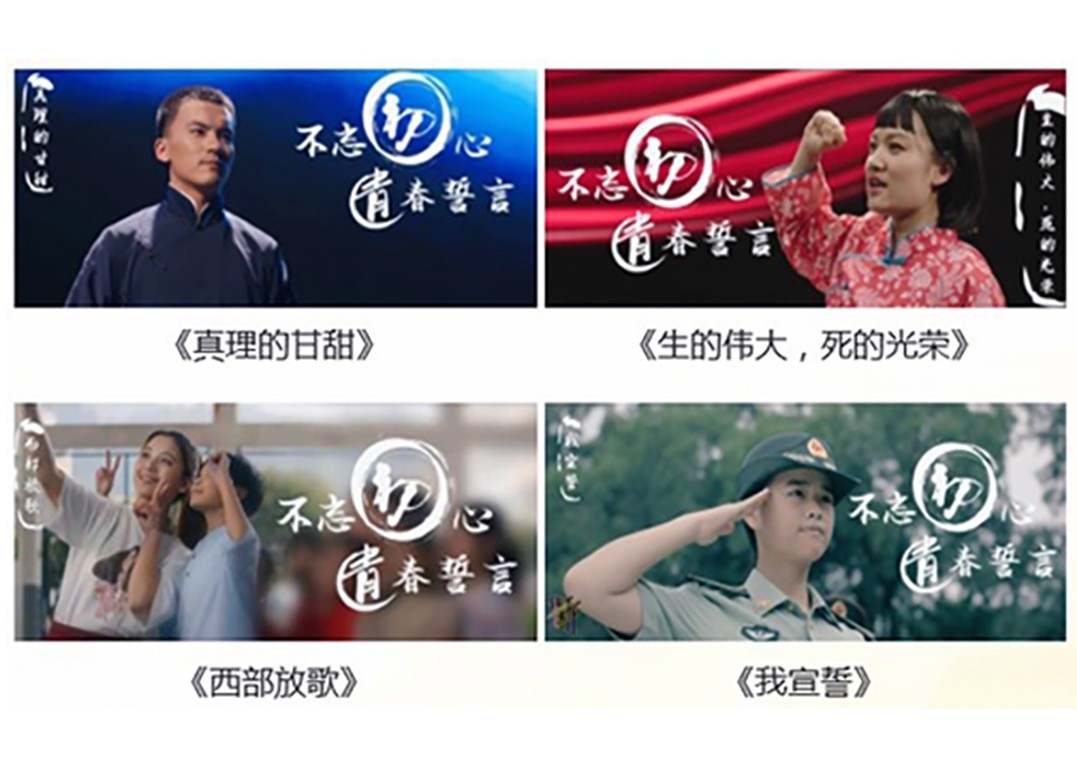 真理的甘甜
不忘初心
青春誓言
生的伟大·死的光荣
不忘初心
青春誓言
《真理的甘甜》
《生的伟大，死的光荣》
西部放歌
不忘初心
青春誓言
我宣誓
不忘初心
青春誓言
《西部放歌》
《我宣誓》